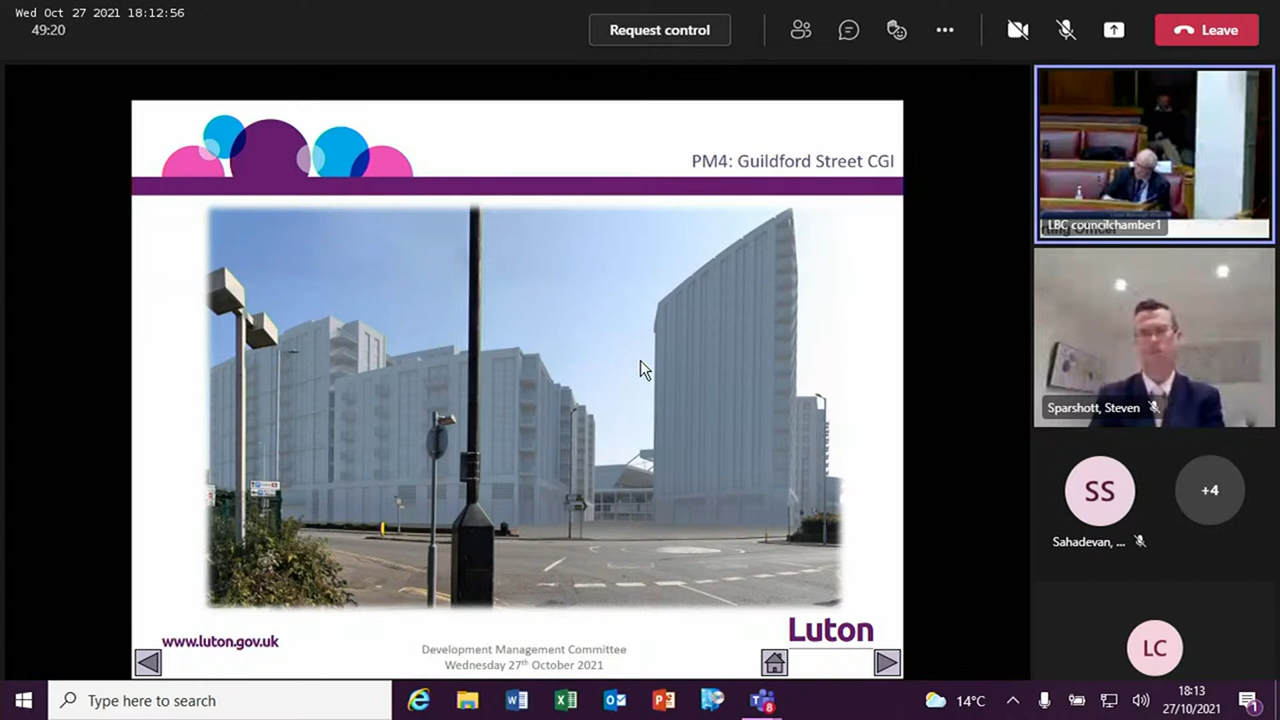 Wed Oct 27 2021 18:12:56
49:20
Request control
Leave
PM4: Guildford Street CGI
LBC councilchamber1
Sparshott, Steven
SS
+4
Sahadevan, ...
LC
www.luton.gov.uk
Development Management Committee
Wednesday 27th October 2021
Luton
Type here to search
14°C
18:13
27/10/2021
1